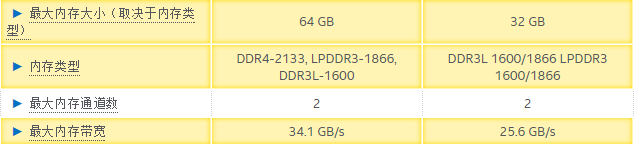 ► 最大内存大小（取决于内存类型） 64 GB 32 GB
► 内存类型 DDR4-2133, LPDDR3-1866, DDR3L-1600 DDR3L 1600/1866 LPDDR3 1600/1866
► 最大内存通道数 2 2
► 最大内存带宽 34.1 GB/s 25.6 GB/s